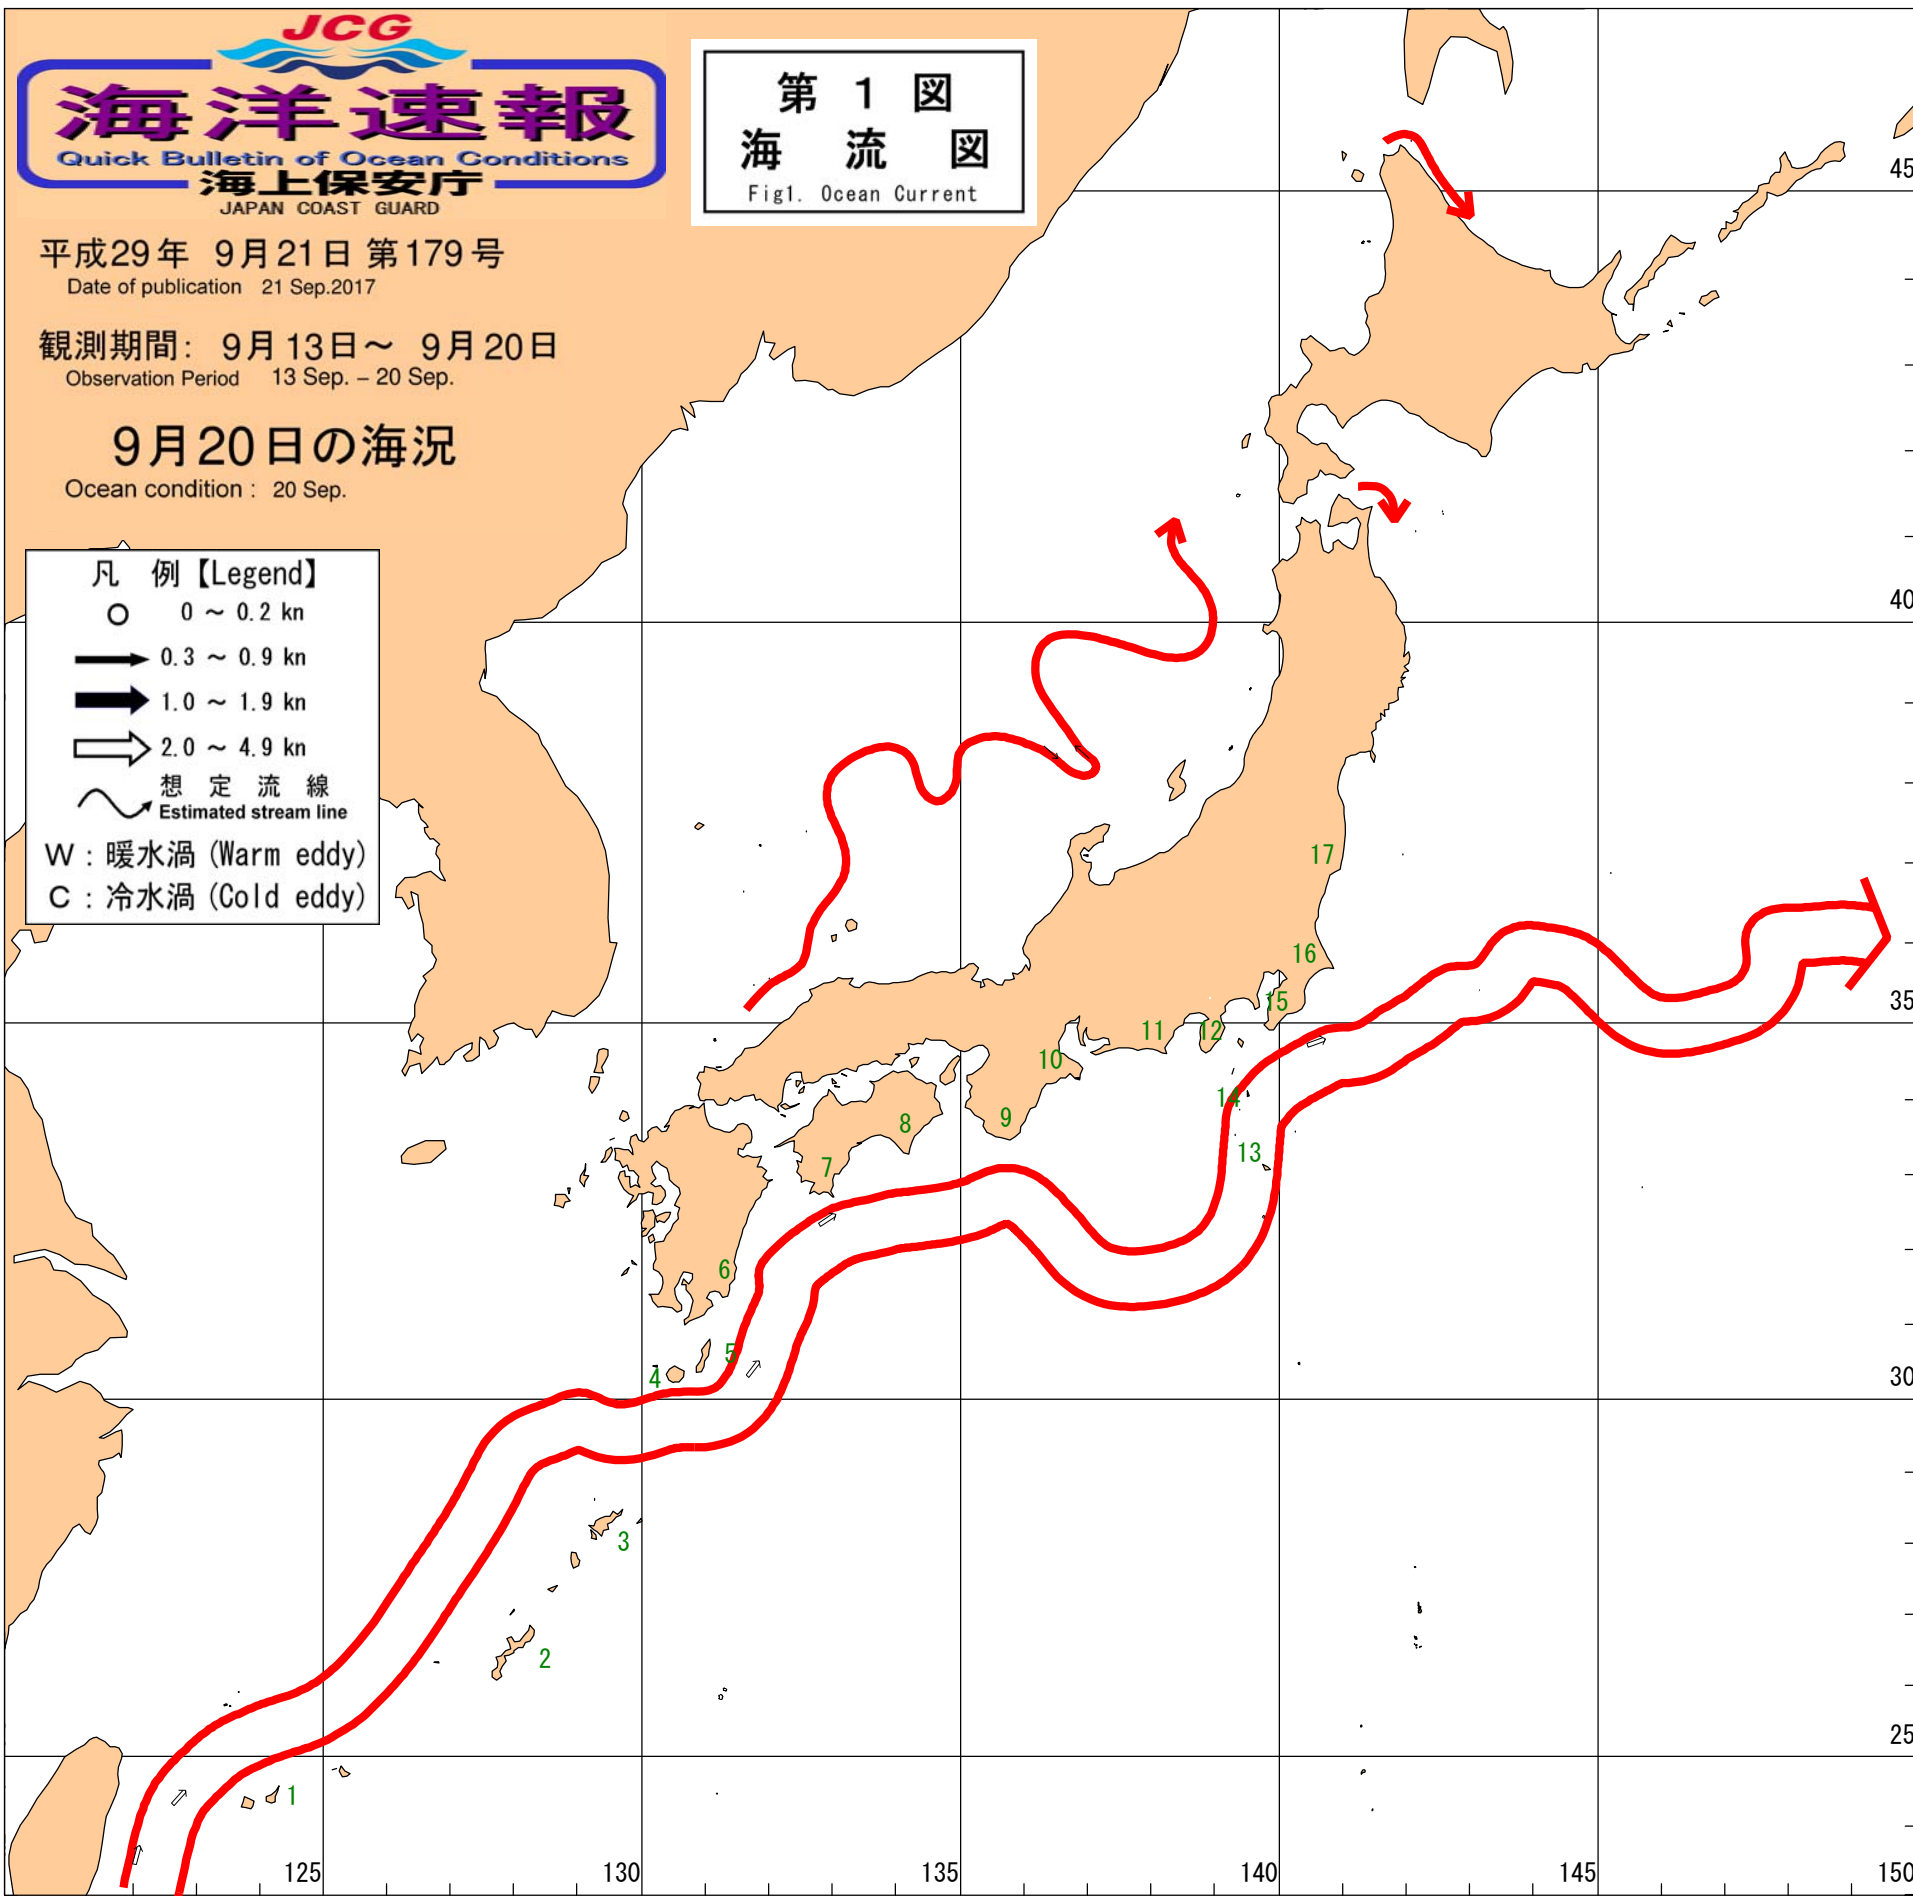 JCG
海洋速報
Quick Bulletin of Ocean Conditions
海上保安庁
JAPAN COAST GUARD
第 1 図
海 流 図
Fig1. Ocean Current
平成29年 9月21日 第179号
Date of publication 21 Sep.2017
観測期間: 9月13日～ 9月20日
Observation Period 13 Sep. – 20 Sep.
9月20日の海況
Ocean condition : 20 Sep.
凡 例【Legend】
0 ～ 0.2 kn
0.3 ～ 0.9 kn
1.0 ～ 1.9 kn
2.0 ～ 4.9 kn
想 定 流 線
Estimated stream line
W : 暖水渦 (Warm eddy)
C : 冷水渦 (Cold eddy)
45
40
17
16
35
15
12
11
10
14
9
8
13
7
6
5
4
30
3
2
25
1
125
130
135
140
145
150